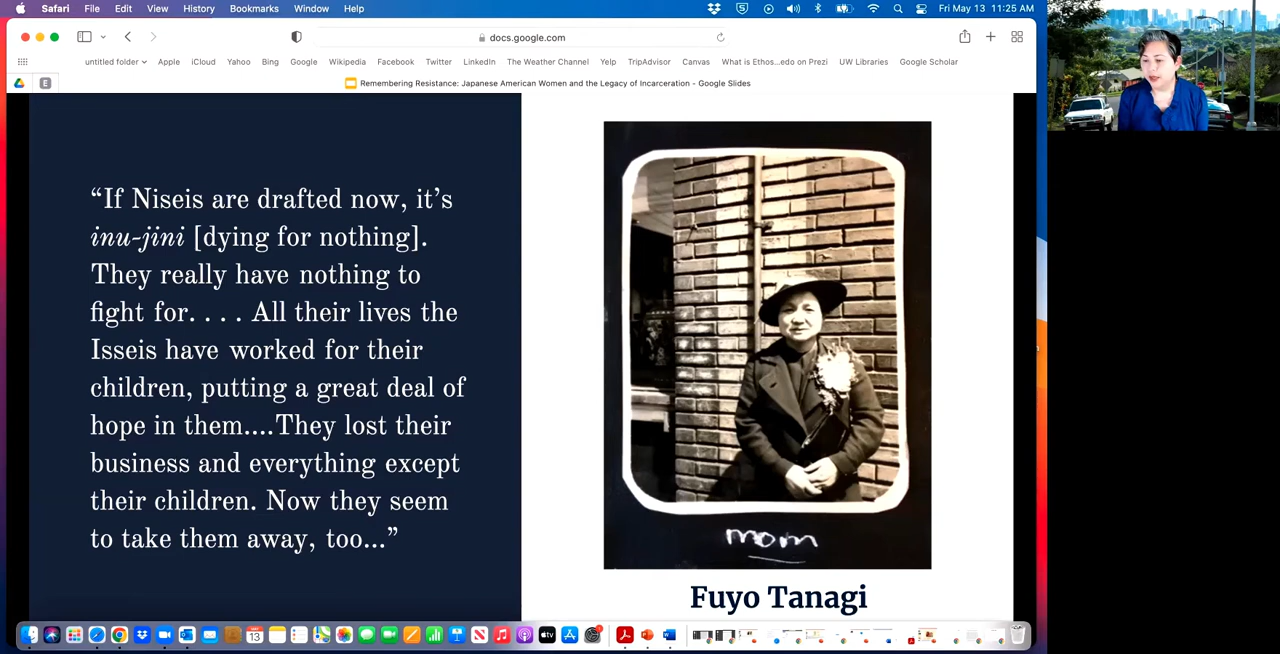 Safari File Edit View History Bookmarks Window Help Fri May 13 11:25 AM
docs.google.com
untitled folder Apple iCloud Yahoo Bing Google Wikipedia Facebook Twitter LinkedIn The Weather Channel Yelp TripAdvisor Canvas What is Ethos...edo on Prezi UW Libraries Google Scholar
E Remembering Resistance: Japanese American Women and the Legacy of Incarceration - Google Slides
“If Niseis are drafted now, it’s
inu-jini [dying for nothing].
They really have nothing to
fight for. . . . All their lives the
Isseis have worked for their
children, putting a great deal of
hope in them....They lost their
business and everything except
their children. Now they seem
to take them away, too...”
mom
Fuyo Tanagi
MAY
13
tv